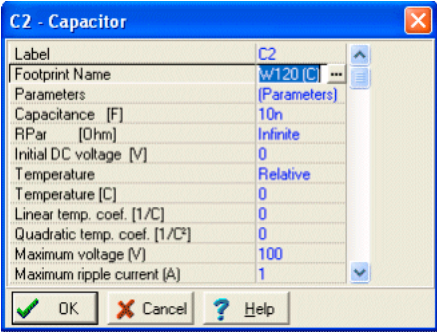 C2 - Capacitor
Label C2
Footprint Name W120 (C) ...
Parameters (Parameters)
Capacitance [F] 10n
RPar [Ohm] Infinite
Initial DC voltage [V] 0
Temperature Relative
Temperature [C] 0
Linear temp. coef. [1/C] 0
Quadratic temp. coef. [1/C²] 0
Maximum voltage (V) 100
Maximum ripple current (A) 1
OK Cancel ? Help